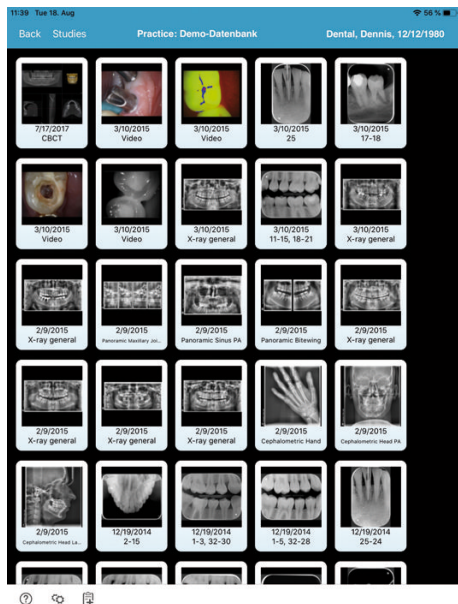 11:39 Tue 18. Aug
56 %
Back Studies Practice: Demo-Datenbank Dental, Dennis, 12/12/1980
7/17/2017
CBCT
3/10/2015
Video
3/10/2015
Video
3/10/2015
25
3/10/2015
17-18
3/10/2015
Video
3/10/2015
Video
3/10/2015
X-ray general
3/10/2015
11-15, 18-21
3/10/2015
X-ray general
2/9/2015
X-ray general
2/9/2015
Panoramic Maxillary Joi...
2/9/2015
Panoramic Sinus PA
2/9/2015
Panoramic Bitewing
2/9/2015
X-ray general
2/9/2015
X-ray general
2/9/2015
X-ray general
2/9/2015
X-ray general
2/9/2015
Cephalometric Hand
2/9/2015
Cephalometric Head PA
2/9/2015
Cephalometric Head La...
12/19/2014
2-15
12/19/2014
1-3, 32-30
12/19/2014
1-5, 32-28
12/19/2014
25-24